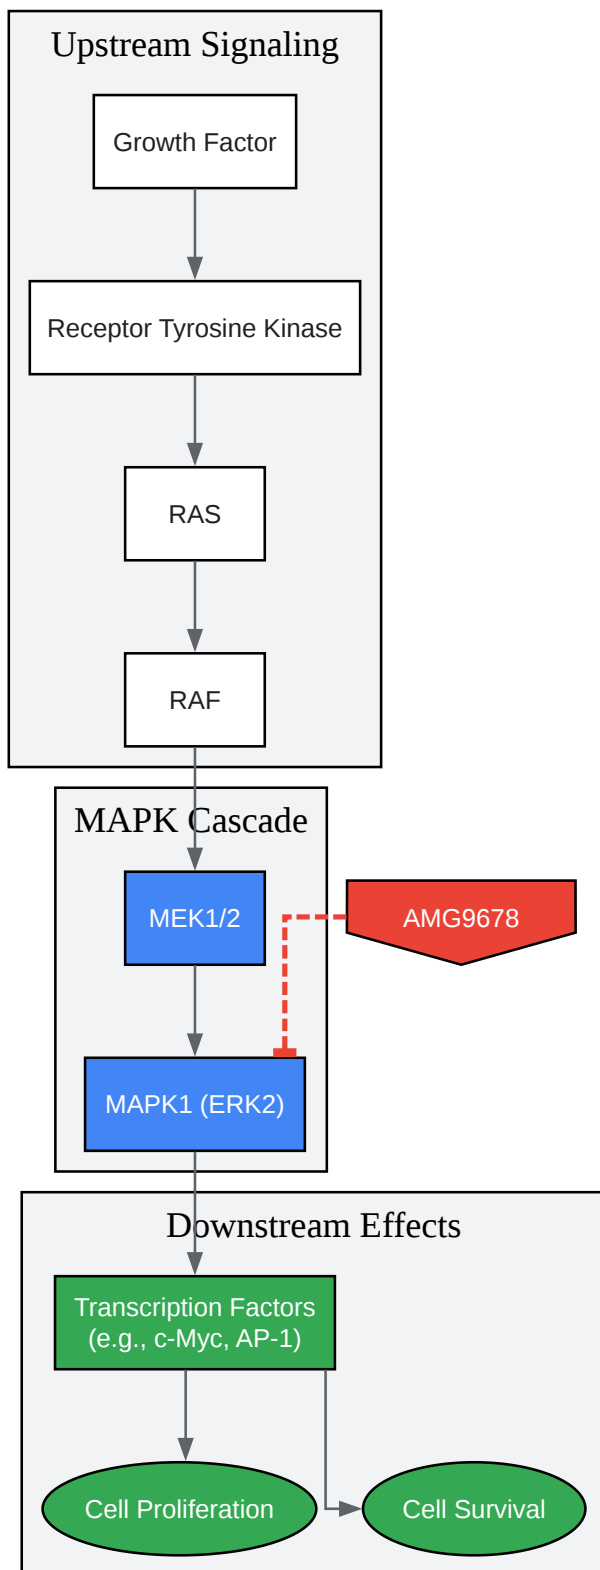 Upstream Signaling
Growth Factor
Receptor Tyrosine Kinase
RAS
RAF
MAPK Cascade
MEK1/2
AMG9678
MAPK1 (ERK2)
Downstream Effects
Transcription Factors
(e.g., c-Myc, AP-1)
Cell Proliferation
Cell Survival